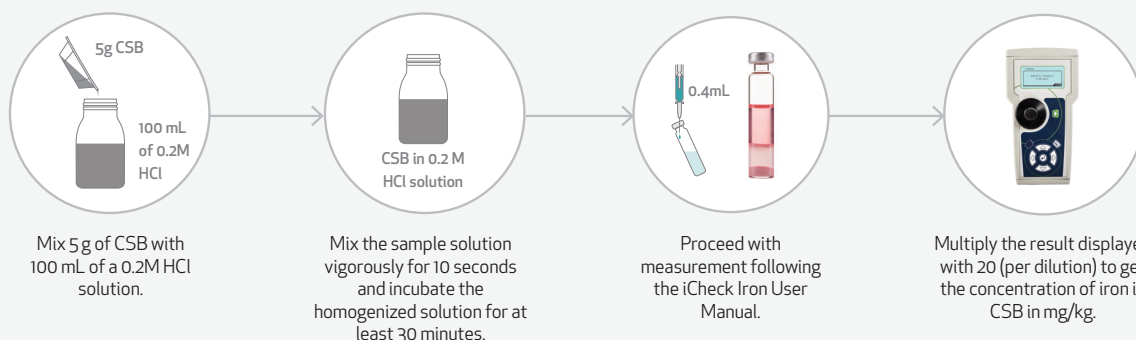 5g CSB
100 mL
of 0.2M
HCl
CSB in 0.2 M
HCl solution
0.4mL
Mix 5 g of CSB with
100 mL of a 0.2M HCl
solution.
Mix the sample solution
vigorously for 10 seconds
and incubate the
homogenized solution for at
least 30 minutes.
Proceed with
measurement following
the iCheck Iron User
Manual.
Multiply the result displaye
with 20 (per dilution) to ge
the concentration of iron i
CSB in mg/kg.